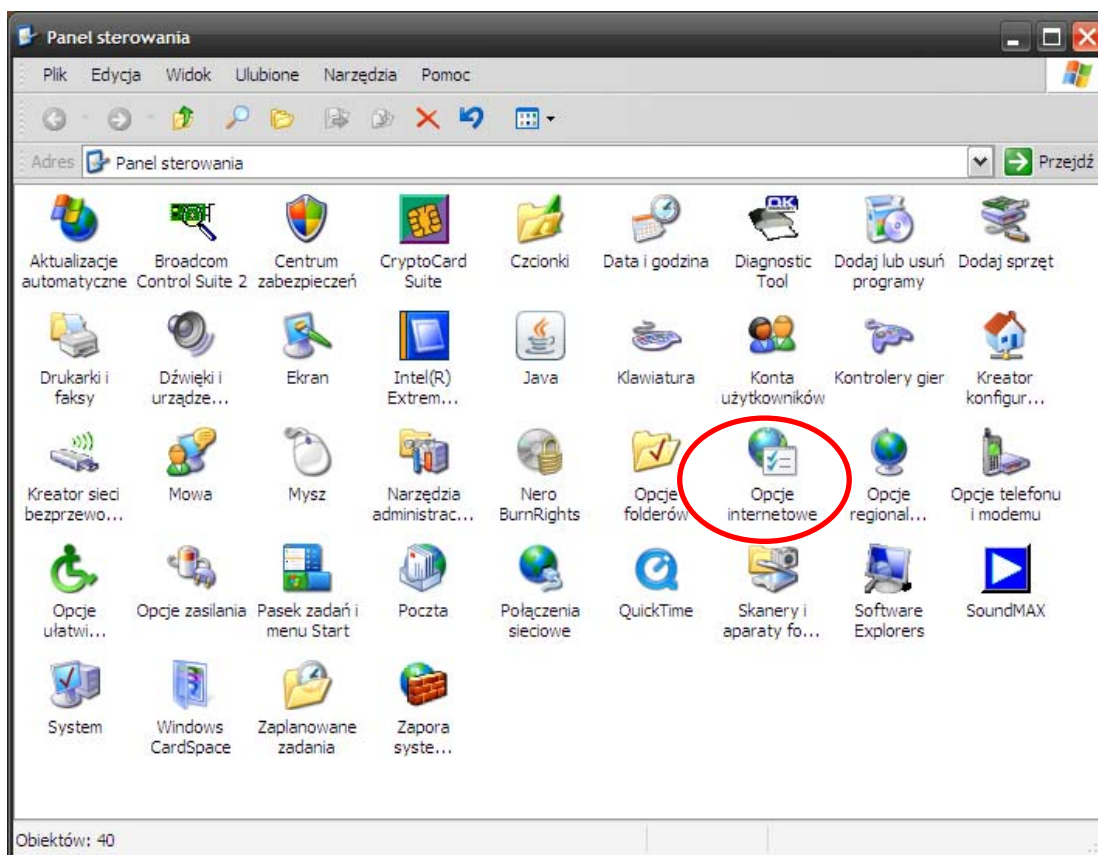 Panel sterowania
Plik Edycja Widok Ulubione Narzędzia Pomoc
Adres Panel sterowania Przejdź
OK
Aktualizacje automatyczne
Broadcom Control Suite 2
Centrum zabezpieczeń
CryptoCard Suite
Czcionki
Data i godzina
Diagnostic Tool
Dodaj lub usuń programy
Dodaj sprzęt
Drukarki i faksy
Dźwięki i urządze...
Ekran
Intel(R) Extrem...
Java
Klawiatura
Konta użytkowników
Kontrolery gier
Kreator konfigur...
Kreator sieci bezprzewo...
Mowa
Mysz
Narzędzia administrac...
Nero BurnRights
Opcje folderów
Opcje internetowe
Opcje regional...
Opcje telefonu i modemu
Opcje ułatwi...
Opcje zasilania
Pasek zadań i menu Start
Poczta
Połączenia sieciowe
QuickTime
Skanery i aparaty fo...
Software Explorers
SoundMAX
System
Windows CardSpace
Zaplanowane zadania
Zapora syste...
Obiektów: 40